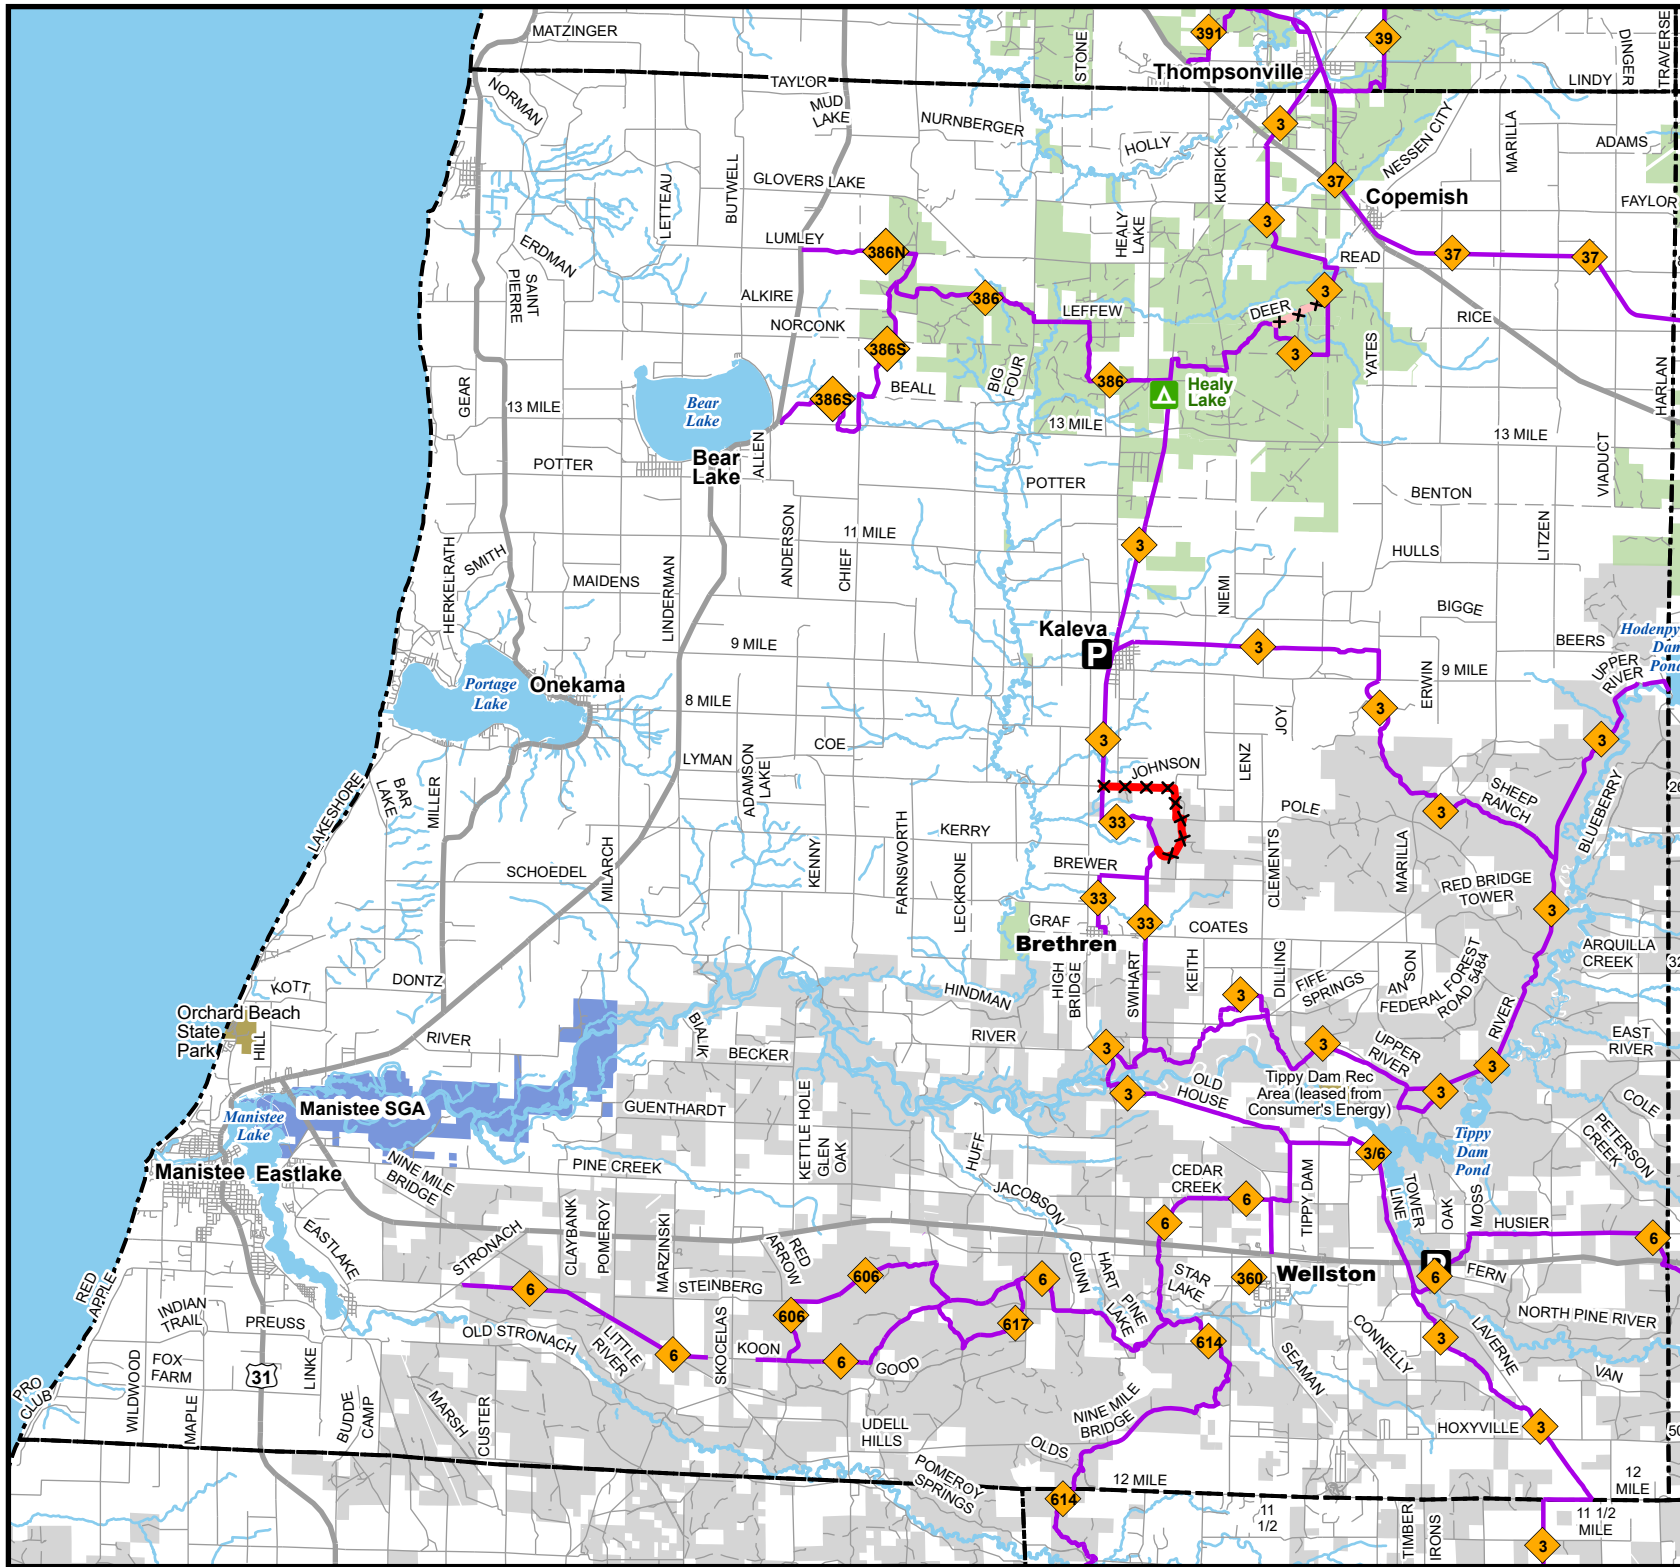 MATZINGER
391
39
STONE
DINGER
TRAVERSE
Thompsonville
TAYLOR
LINDY
NORMAN
MUD
LAKE
NURNBERGER
3
HOLLY
NESSEN CITY
MARILLA
ADAMS
BUTWELL
LETTEAU
GLOVERS LAKE
KURICK
37
Copemish
FAYLOR
HEALY
LAKE
3
LUMLEY
386N
ERDMAN
READ
37
37
SAINT
PIERRE
ALKIRE
386
3
LEFFEW
DEER
NORCONK
RICE
386S
3
YATES
BIG
FOUR
386
BEALL
Healy
Lake
HARLAN
GEAR
13 MILE
Bear
Lake
386S
13 MILE
13 MILE
ALLEN
Bear
Lake
POTTER
POTTER
VIADUCT
BENTON
ANDERSON
11 MILE
LITZEN
3
HULLS
HERKELRATH
SMITH
MAIDENS
CHIEF
LINDERMAN
NIEMI
BIGGE
Kaleva
P
9 MILE
3
BEERS
Hodenpy
Dam
Pond
UPPER
RIVER
9 MILE
ERWIN
Portage
Lake
Onekama
8 MILE
3
JOY
3
COE
3
LYMAN
LENZ
JOHNSON
ADAMSON
LAKE
BAR
LAKE
MILLER
LAKESHORE
SHEEP
RANCH
BLUEBERRY
3
POLE
33
KERRY
FARNSWORTH
BREWER
SCHOEDEL
MILARCH
KENNY
LECKRONE
CLEMENTS
MARILLA
RED BRIDGE
TOWER
33
3
GRAF
33
COATES
Brethren
ARQUILLA
CREEK
DONTZ
KOTT
HINDMAN
HIGH
BRIDGE
SWIHART
KEITH
3
DILLING
FIFE
SPRINGS
ANSON
FEDERAL FOREST
ROAD 5484
Orchard Beach
State
Park
HILL
RIVER
BIALIK
BECKER
RIVER
3
3
UPPER
RIVER
RIVER
EAST
RIVER
3
Tippy Dam Rec
Area (leased from
Consumer's Energy)
OLD
HOUSE
3
3
Manistee SGA
GUENTHARDT
COLE
PETERSON
CREEK
Manistee
Lake
KETTLE HOLE
GLEN
OAK
HUFF
Tippy
Dam
Pond
3/6
Manistee
Eastlake
NINE MILE
BRIDGE
PINE CREEK
CEDAR
CREEK
JACOBSON
6
TIPPY DAM
TOWER
LINE
OAK
MOSS
HUSIER
6
6
EASTLAKE
STRONACH
CLAYBANK
POMEROY
MARZINSKI
RED
ARROW
606
6
GUNN
HART
LAKE
PINE
STAR
LAKE
360
Wellston
P
6
FERN
RED
APPLE
6
STEINBERG
606
617
NORTH PINE RIVER
INDIAN
TRAIL
PREUSS
OLD STRONACH
LITTLE
RIVER
6
SKOCELAS
KOON
6
GOOD
614
CONNELLY
3
LAVERNE
SEAMAN
VAN
FOX
FARM
WILDWOOD
31
LINKE
PRO
CLUB
MAPLE
BUDDE
CAMP
MARSH
CUSTER
UDELL
HILLS
NINE MILE
BRIDGE
HOXYVILLE
3
OLDS
POMEROY
SPRINGS
12 MILE
12
MILE
614
11
1/2
TIMBER
IRONS
11 1/2
MILE
3